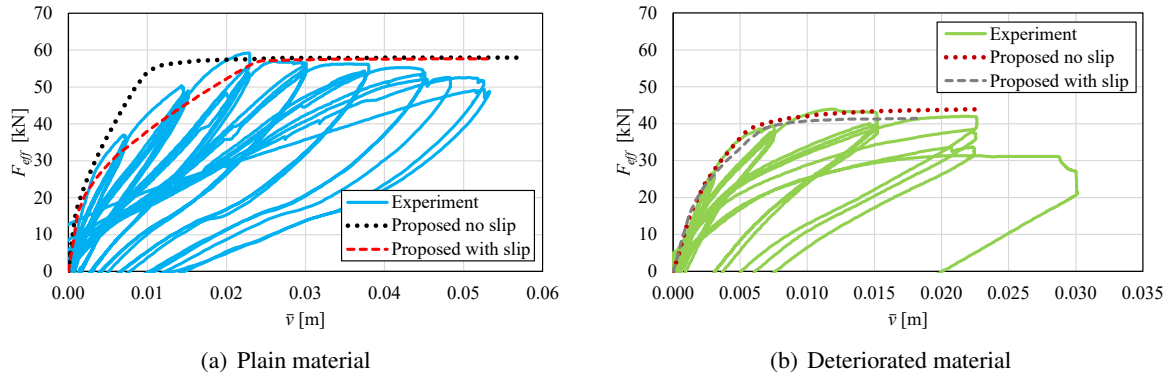 70
60
50
40
30
20
10
0
F_eff [kN]
Experiment
Proposed no slip
Proposed with slip
0.00 0.01 0.02 0.03 0.04 0.05 0.06
v̄ [m]
(a) Plain material
70
60
50
40
30
20
10
0
F_eff [kN]
Experiment
Proposed no slip
Proposed with slip
0.000 0.005 0.010 0.015 0.020 0.025 0.030 0.035
v̄ [m]
(b) Deteriorated material